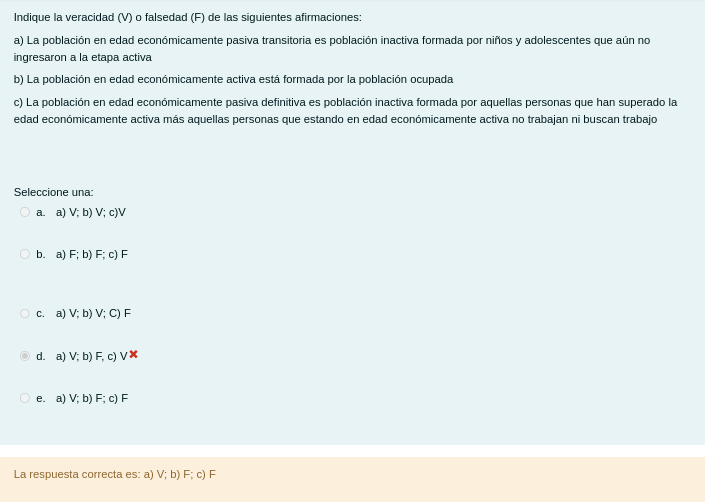 Indique la veracidad (V) o falsedad (F) de las siguientes afirmaciones:
a) La población en edad económicamente pasiva transitoria es población inactiva formada por niños y adolescentes que aún no
ingresaron a la etapa activa
b) La población en edad económicamente activa está formada por la población ocupada
c) La población en edad económicamente pasiva definitiva es población inactiva formada por aquellas personas que han superado la
edad económicamente activa más aquellas personas que estando en edad económicamente activa no trabajan ni buscan trabajo
Seleccione una:
a. a) V; b) V; c)V
b. a) F; b) F; c) F
c. a) V; b) V; C) F
d. a) V; b) F, c) V
e. a) V; b) F; c) F
La respuesta correcta es: a) V; b) F; c) F